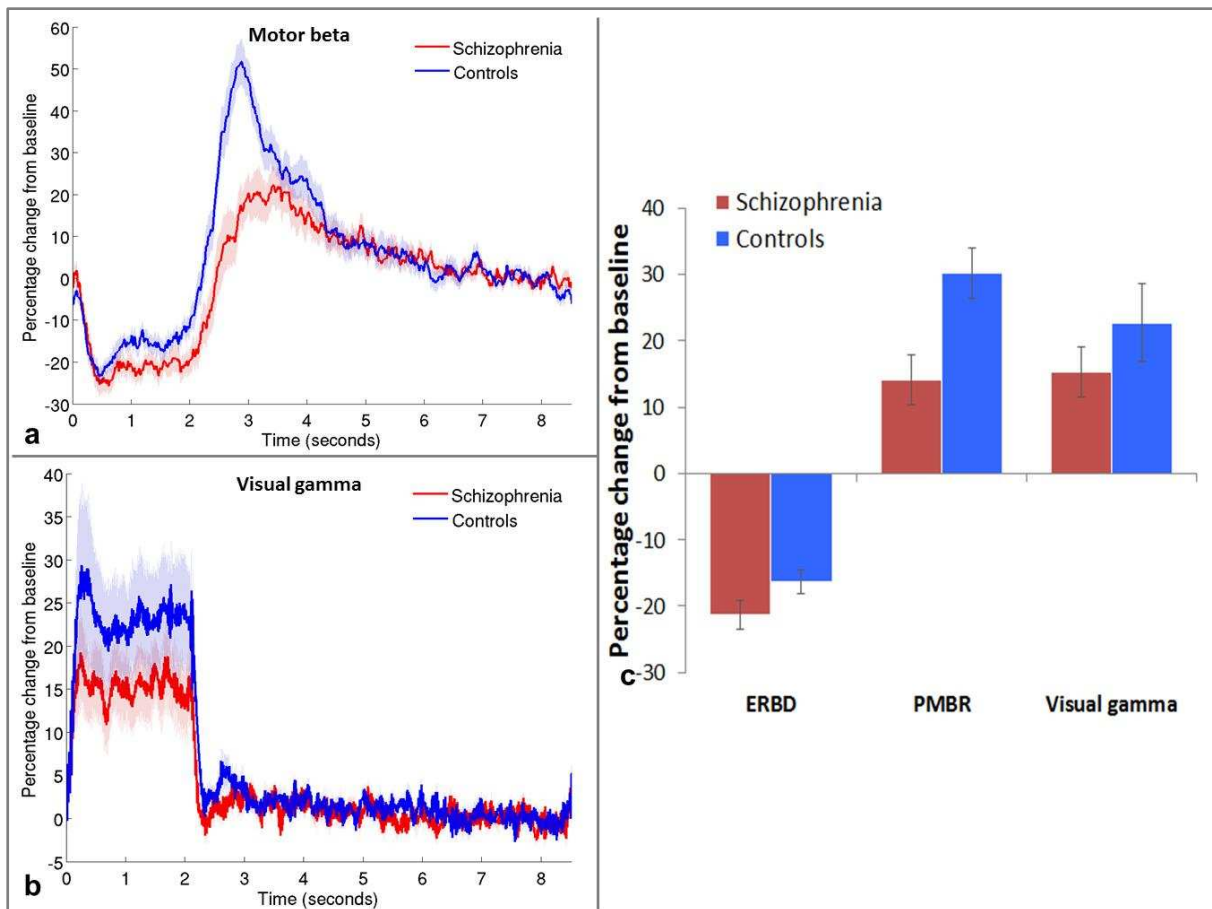 Motor beta
Schizophrenia
Controls
Percentage change from baseline
60
50
40
30
20
10
0
-10
-20
-30
0 1 2 3 4 5 6 7 8
Time (seconds)
a
Visual gamma
Schizophrenia
Controls
Percentage change from baseline
40
35
30
25
20
15
10
5
0
-5
0 1 2 3 4 5 6 7 8
Time (seconds)
b
Schizophrenia
Controls
Percentage change from baseline
40
30
20
10
0
-10
-20
-30
c
ERBD PMBR Visual gamma